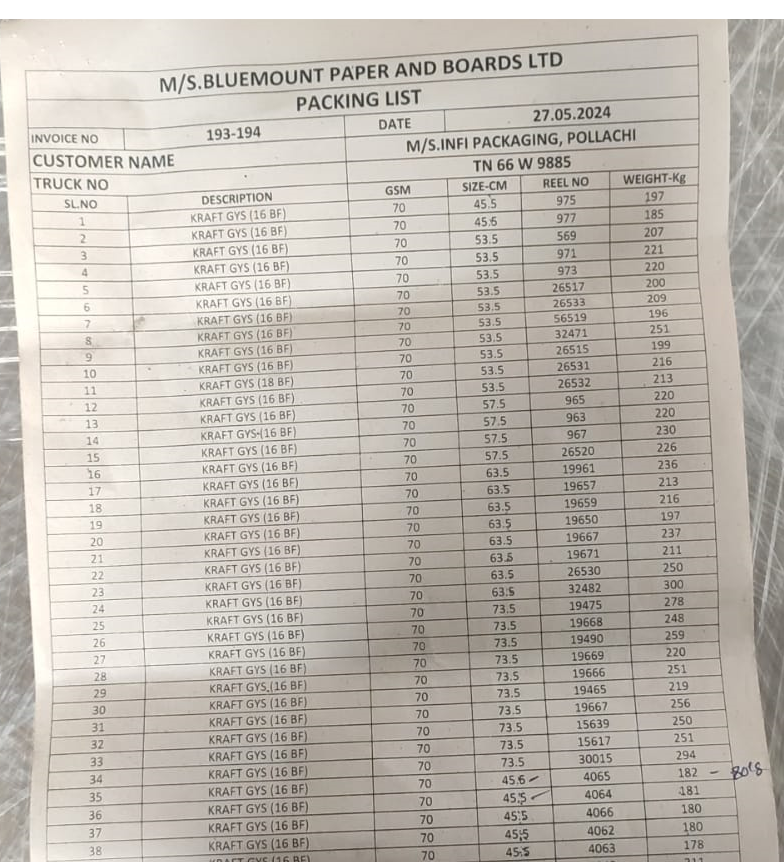 M/S.BLUEMOUNT PAPER AND BOARDS LTD
PACKING LIST
INVOICE NO 193-194 DATE 27.05.2024
CUSTOMER NAME M/S.INFI PACKAGING, POLLACHI
TRUCK NO TN 66 W 9885
SL.NO DESCRIPTION GSM SIZE-CM REEL NO WEIGHT-Kg
1 KRAFT GYS (16 BF) 70 45.5 975 197
2 KRAFT GYS (16 BF) 70 45.5 977 185
3 KRAFT GYS (16 BF) 70 53.5 569 207
4 KRAFT GYS (16 BF) 70 53.5 971 221
5 KRAFT GYS (16 BF) 70 53.5 973 220
6 KRAFT GYS (16 BF) 70 53.5 26517 200
7 KRAFT GYS (16 BF) 70 53.5 26533 209
8 KRAFT GYS (16 BF) 70 53.5 56519 196
9 KRAFT GYS (16 BF) 70 53.5 32471 251
10 KRAFT GYS (16 BF) 70 53.5 26515 199
11 KRAFT GYS (18 BF) 70 53.5 26531 216
12 KRAFT GYS (16 BF) 70 53.5 26532 213
13 KRAFT GYS (16 BF) 70 57.5 965 220
14 KRAFT GYS (16 BF) 70 57.5 963 220
15 KRAFT GYS (16 BF) 70 57.5 967 230
16 KRAFT GYS (16 BF) 70 57.5 26520 226
17 KRAFT GYS (16 BF) 70 63.5 19961 236
18 KRAFT GYS (16 BF) 70 63.5 19657 213
19 KRAFT GYS (16 BF) 70 63.5 19659 216
20 KRAFT GYS (16 BF) 70 63.5 19650 197
21 KRAFT GYS (16 BF) 70 63.5 19667 237
22 KRAFT GYS (16 BF) 70 63.5 19671 211
23 KRAFT GYS (16 BF) 70 63.5 26530 250
24 KRAFT GYS (16 BF) 70 63.5 32482 300
25 KRAFT GYS (16 BF) 70 73.5 19475 278
26 KRAFT GYS (16 BF) 70 73.5 19668 248
27 KRAFT GYS (16 BF) 70 73.5 19490 259
28 KRAFT GYS (16 BF) 70 73.5 19669 220
29 KRAFT GYS (16 BF) 70 73.5 19666 251
30 KRAFT GYS (16 BF) 70 73.5 19465 219
31 KRAFT GYS (16 BF) 70 73.5 19667 256
32 KRAFT GYS (16 BF) 70 73.5 15639 250
33 KRAFT GYS (16 BF) 70 73.5 15617 251
34 KRAFT GYS (16 BF) 70 73.5 30015 294
35 KRAFT GYS (16 BF) 70 45.5 4065 182
36 KRAFT GYS (16 BF) 70 45.5 4064 181
37 KRAFT GYS (16 BF) 70 45.5 4066 180
38 KRAFT GYS (16 BF) 70 45.5 4062 180
KRAFT GYS (16 BF) 70 45.5 4063 178